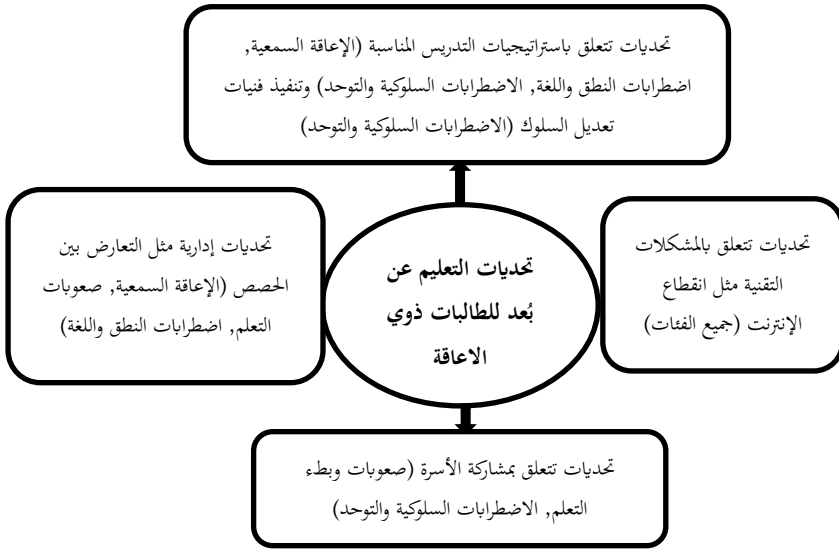 تحديات تتعلق باستراتيجيات التدريس المناسبة (الإعاقة السمعية,
اضطرابات النطق واللغة, الاضطرابات السلوكية والتوحد) وتنفيذ فنيات
تعديل السلوك (الاضطرابات السلوكية والتوحد)
تحديات تتعلق بالمشكلات
التقنية مثل انقطاع
الإنترنت (جميع الفئات)
تحديات التعليم عن
بُعد للطالبات ذوي
الاعاقة
تحديات إدارية مثل التعارض بين
الحصص (الإعاقة السمعية, صعوبات
التعلم, اضطرابات النطق واللغة)
تحديات تتعلق بمشاركة الأسرة (صعوبات وبطء
التعلم, الاضطرابات السلوكية والتوحد)